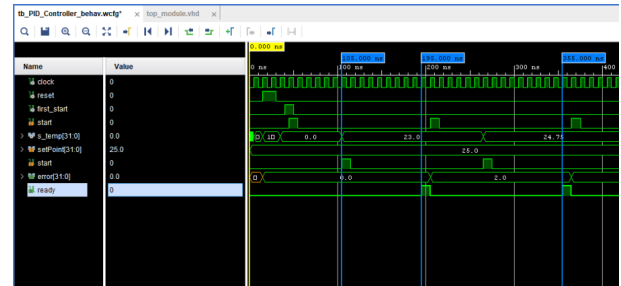 tb_PID_Controller_behav.wcfg* × top_module.vhd ×
0.000 ns
105.000 ns 195.000 ns 355.000 ns
Name Value
0 ns 100 ns 200 ns 300 ns 400
clock 0
reset 0
first_start 0
start 0
s_temp[31:0] 0.0 0.0 23.0 24.75
setPoint[31:0] 25.0 25.0
start 0
error[31:0] 0.0 0.0 2.0
ready 0